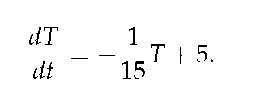 dT/dt = - 1/15 T + 5.